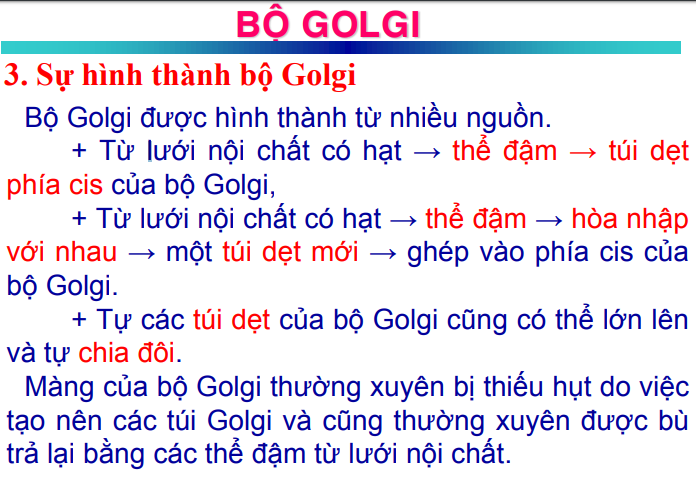 BỘ GOLGI
3. Sự hình thành bộ Golgi
Bộ Golgi được hình thành từ nhiều nguồn.
+ Từ lưới nội chất có hạt → thể đậm → túi dẹt
phía cis của bộ Golgi,
+ Từ lưới nội chất có hạt → thể đậm → hòa nhập
với nhau → một túi dẹt mới → ghép vào phía cis của
bộ Golgi.
+ Tự các túi dẹt của bộ Golgi cũng có thể lớn lên
và tự chia đôi.
Màng của bộ Golgi thường xuyên bị thiếu hụt do việc
tạo nên các túi Golgi và cũng thường xuyên được bù
trả lại bằng các thể đậm từ lưới nội chất.